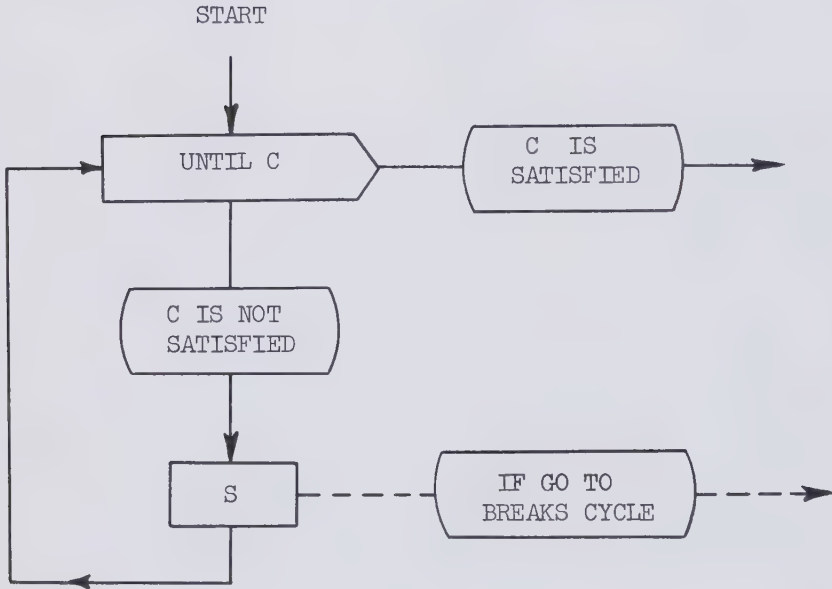 START
UNTIL C
C IS
SATISFIED
C IS NOT
SATISFIED
S
IF GO TO
BREAKS CYCLE